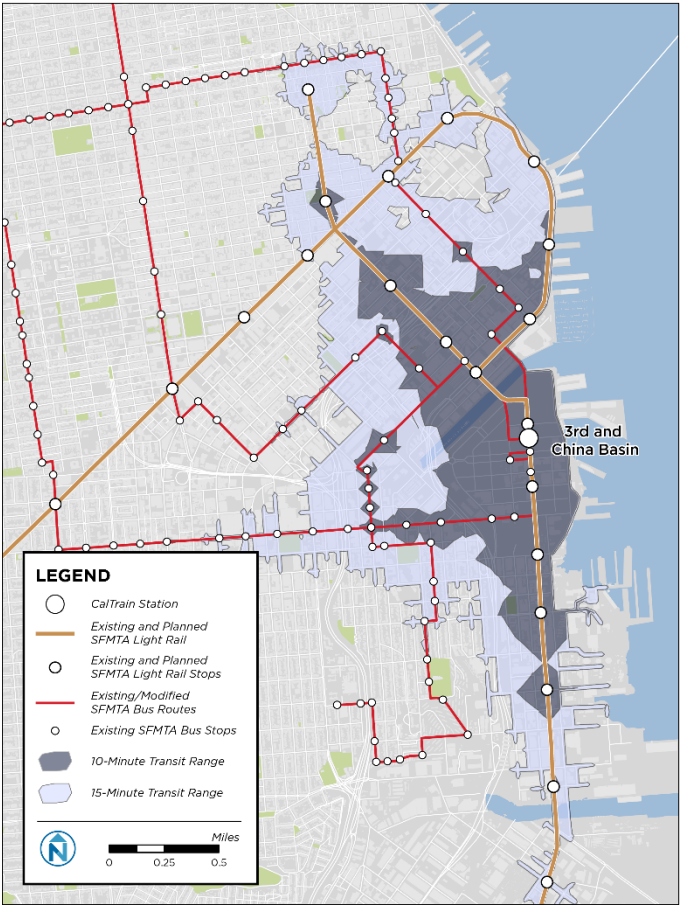 3rd and
China Basin
LEGEND
CalTrain Station
Existing and Planned
SFMTA Light Rail
Existing and Planned
SFMTA Light Rail Stops
Existing/Modified
SFMTA Bus Routes
Existing SFMTA Bus Stops
10-Minute Transit Range
15-Minute Transit Range
N
Miles
0 0.25 0.5